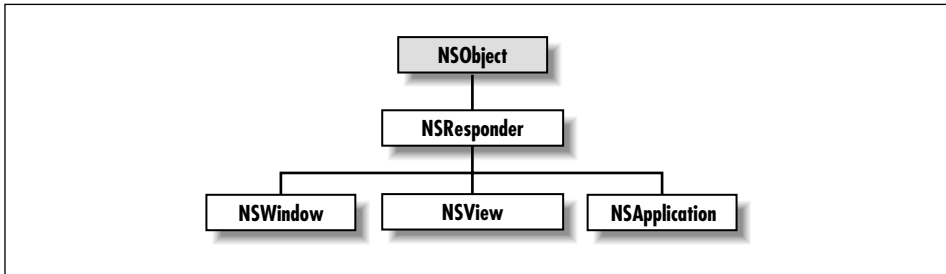 NSObject
NSResponder
NSWindow
NSView
NSApplication